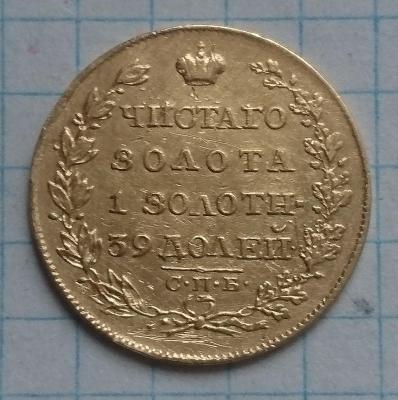 ЧИСТАГО
ЗОЛОТА
1 ЗОЛОТН-
39 ДОЛЕЙ
С·П·Б·